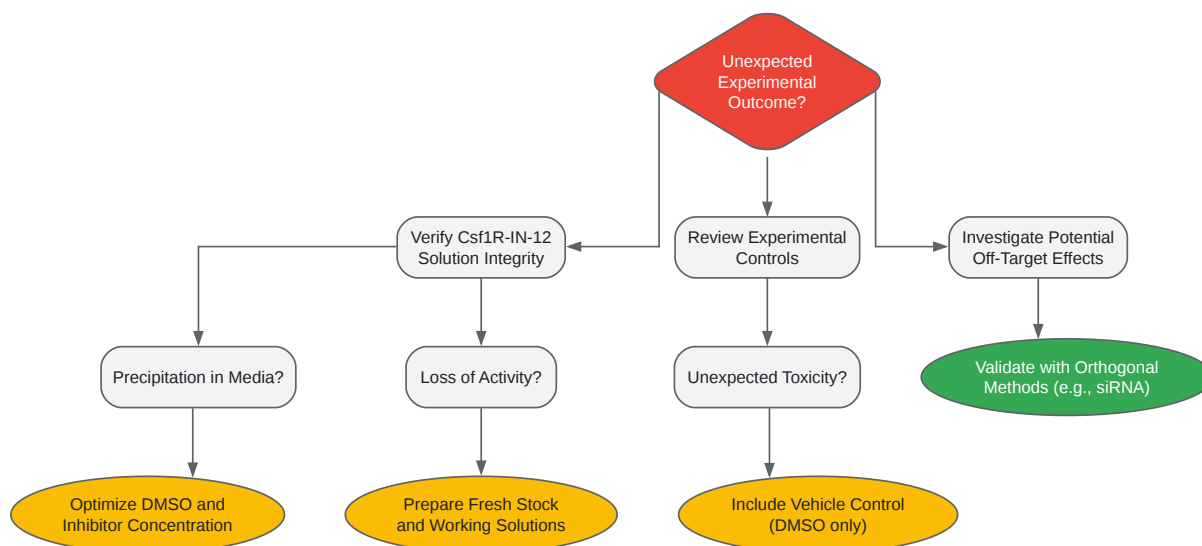 Unexpected
Experimental
Outcome?
Verify Csf1R-IN-12
Solution Integrity
Review Experimental
Controls
Investigate Potential
Off-Target Effects
Precipitation in Media?
Loss of Activity?
Unexpected Toxicity?
Validate with Orthogonal
Methods (e.g., siRNA)
Optimize DMSO and
Inhibitor Concentration
Prepare Fresh Stock
and Working Solutions
Include Vehicle Control
(DMSO only)